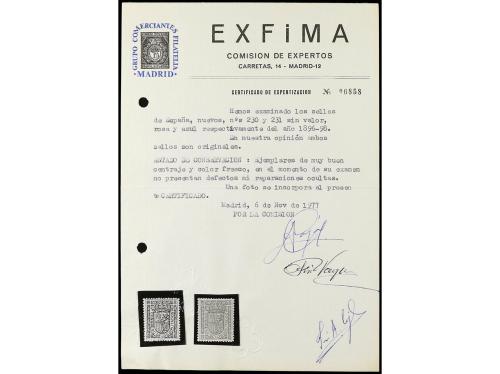 EXFiMA
COMISION DE EXPERTOS
CARRETAS, 14 - MADRID-12
GRUPO COMERCIANTES FILATELIA
·MADRID·
CERTIFICADO DE EXPERTIZACION № 06858
Hemos examinado los sellos
de España, nuevos, nºs 230 y 231 sin valor,
rosa y azul respectivamente del año 1896-98.
En nuestra opinión ambos
sellos son originales.
ESTADO DE CONSERVACION : Ejemplares de muy buen
centraje y color fresco, en el momento de su examen
no presentan defectos ni reparaciones ocultas.
Una foto se incorpora al presen
te CERTIFICADO.
Madrid, 6 de Nov de 1977
POR LA COMISION